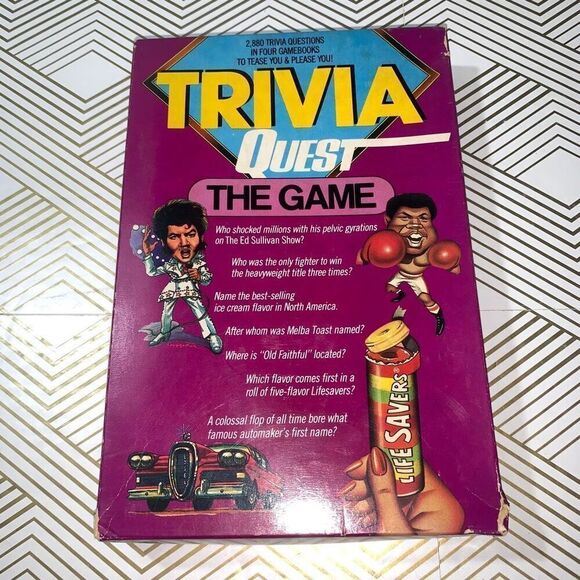 2,880 TRIVIA QUESTIONS
IN FOUR GAMEBOOKS
TO TEASE YOU & PLEASE YOU!
TRIVIA
QUEST
THE GAME
Who shocked millions with his pelvic gyrations
on The Ed Sullivan Show?
Who was the only fighter to win
the heavyweight title three times?
Name the best-selling
ice cream flavor in North America.
After whom was Melba Toast named?
Where is "Old Faithful" located?
Which flavor comes first in a
roll of five-flavor Lifesavers?
A colossal flop of all time bore what
famous automaker's first name?
LIFE SAVERS